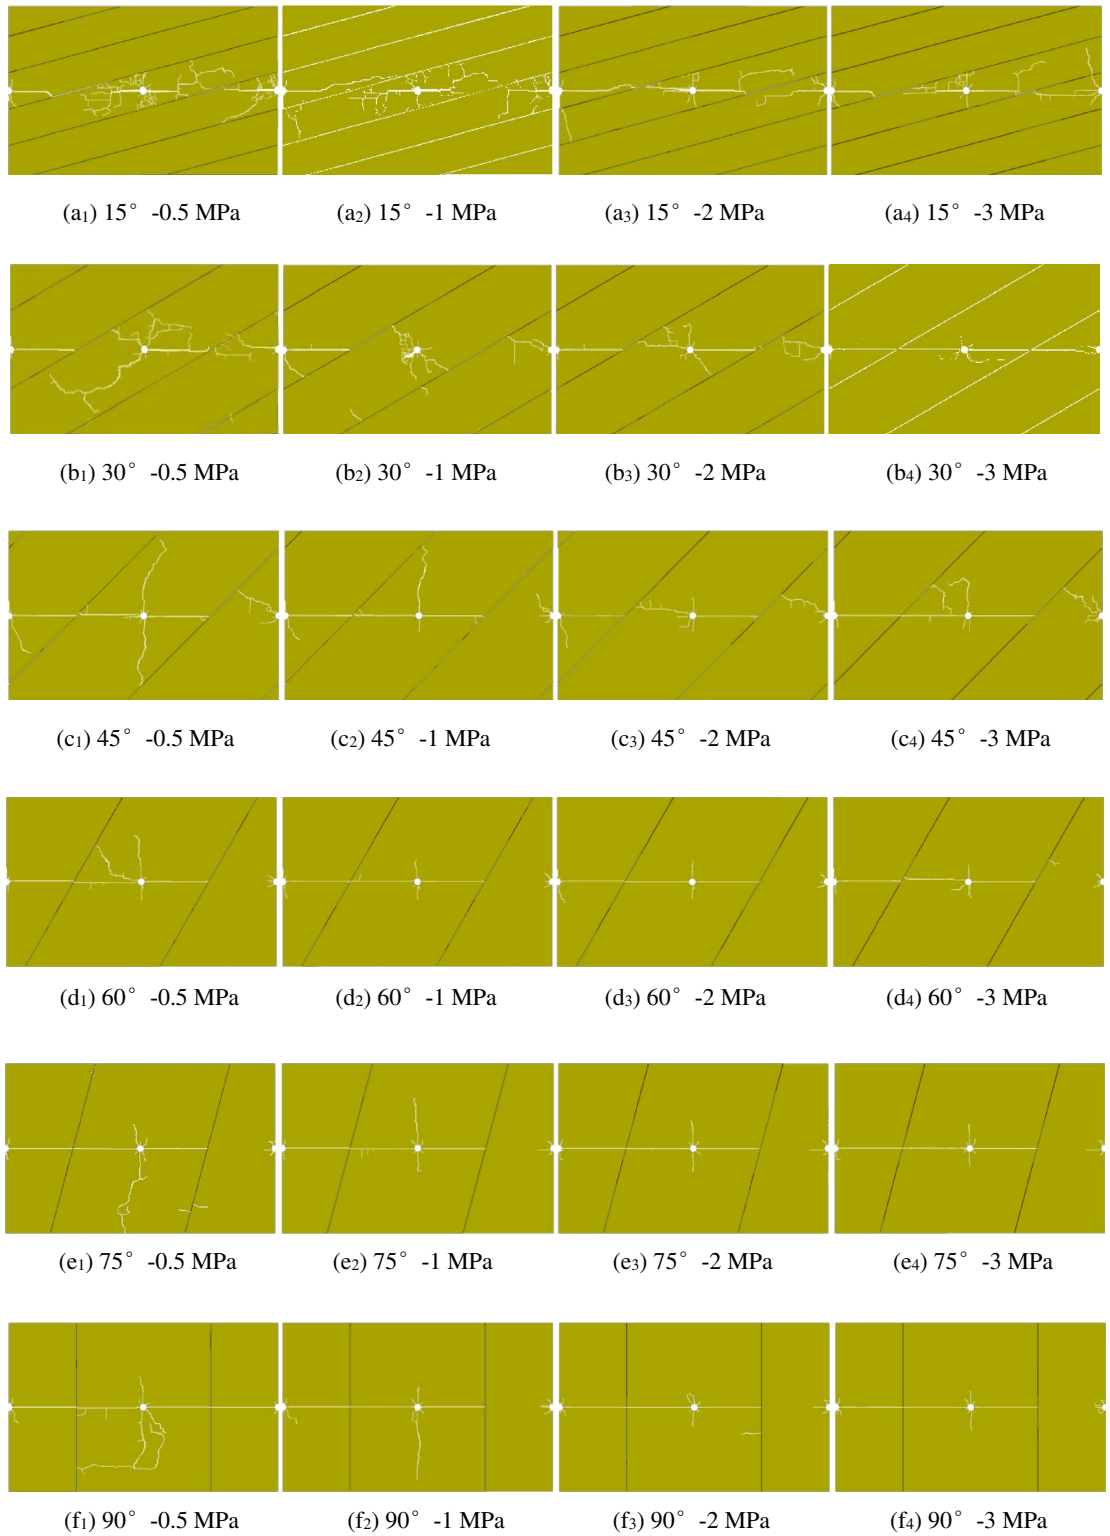 (a₁) 15° -0.5 MPa (a₂) 15° -1 MPa (a₃) 15° -2 MPa (a₄) 15° -3 MPa
(b₁) 30° -0.5 MPa (b₂) 30° -1 MPa (b₃) 30° -2 MPa (b₄) 30° -3 MPa
(c₁) 45° -0.5 MPa (c₂) 45° -1 MPa (c₃) 45° -2 MPa (c₄) 45° -3 MPa
(d₁) 60° -0.5 MPa (d₂) 60° -1 MPa (d₃) 60° -2 MPa (d₄) 60° -3 MPa
(e₁) 75° -0.5 MPa (e₂) 75° -1 MPa (e₃) 75° -2 MPa (e₄) 75° -3 MPa
(f₁) 90° -0.5 MPa (f₂) 90° -1 MPa (f₃) 90° -2 MPa (f₄) 90° -3 MPa